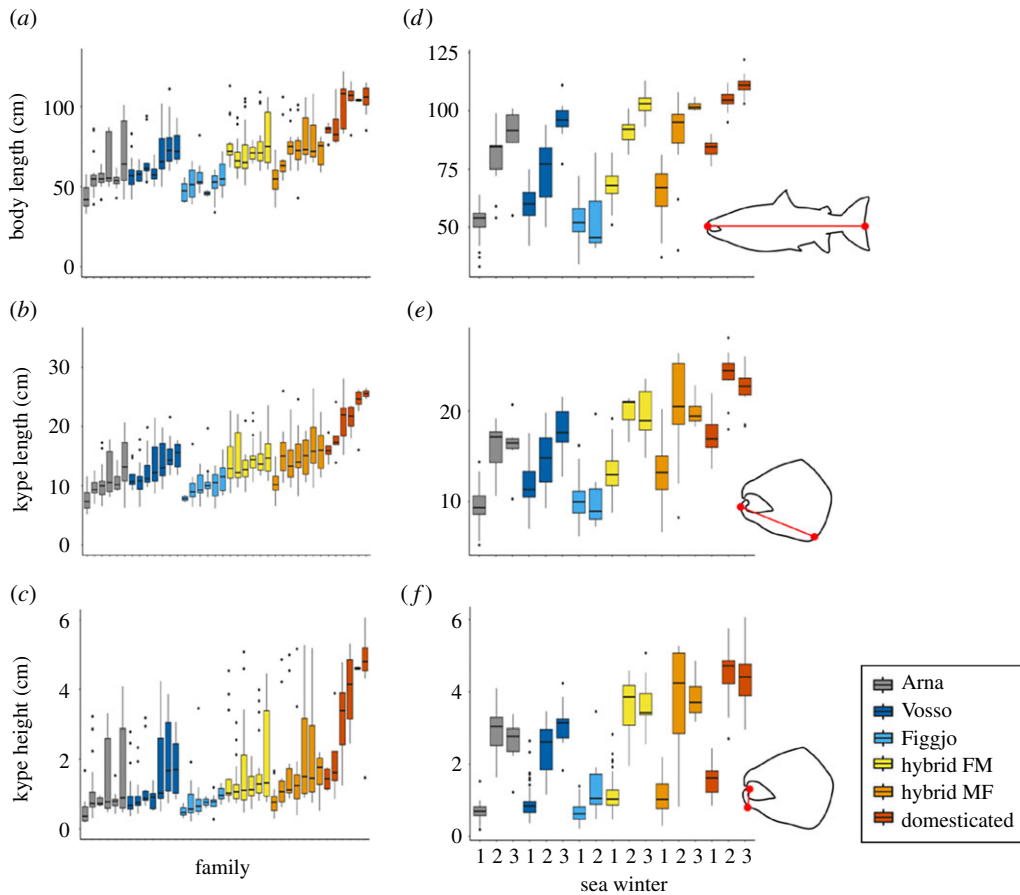 (a)
(d)
body length (cm)
100
50
0
125
100
75
50
(b)
(e)
kype length (cm)
30
20
10
0
20
10
(c)
(f)
kype height (cm)
6
4
2
0
family
6
4
2
0
1 2 3 1 2 3 1 2 1 2 3 1 2 3 1 2 3
sea winter
Arna
Vosso
Figgjo
hybrid FM
hybrid MF
domesticated